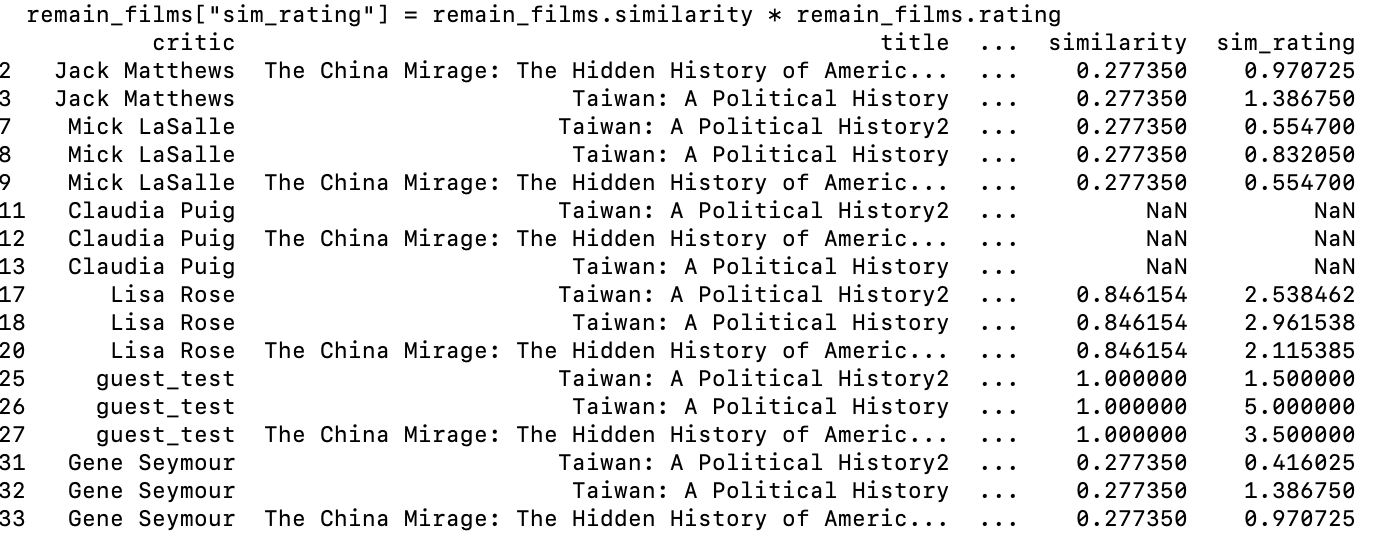 remain_films["sim_rating"] = remain_films.similarity * remain_films.rating
critic title ... similarity sim_rating
2 Jack Matthews The China Mirage: The Hidden History of Americ... ... 0.277350 0.970725
3 Jack Matthews Taiwan: A Political History ... 0.277350 1.386750
7 Mick LaSalle Taiwan: A Political History2 ... 0.277350 0.554700
8 Mick LaSalle Taiwan: A Political History ... 0.277350 0.832050
9 Mick LaSalle The China Mirage: The Hidden History of Americ... ... 0.277350 0.554700
11 Claudia Puig Taiwan: A Political History2 ... NaN NaN
12 Claudia Puig The China Mirage: The Hidden History of Americ... ... NaN NaN
13 Claudia Puig Taiwan: A Political History ... NaN NaN
17 Lisa Rose Taiwan: A Political History2 ... 0.846154 2.538462
18 Lisa Rose Taiwan: A Political History ... 0.846154 2.961538
20 Lisa Rose The China Mirage: The Hidden History of Americ... ... 0.846154 2.115385
25 guest_test Taiwan: A Political History2 ... 1.000000 1.500000
26 guest_test Taiwan: A Political History ... 1.000000 5.000000
27 guest_test The China Mirage: The Hidden History of Americ... ... 1.000000 3.500000
31 Gene Seymour Taiwan: A Political History2 ... 0.277350 0.416025
32 Gene Seymour Taiwan: A Political History ... 0.277350 1.386750
33 Gene Seymour The China Mirage: The Hidden History of Americ... ... 0.277350 0.970725